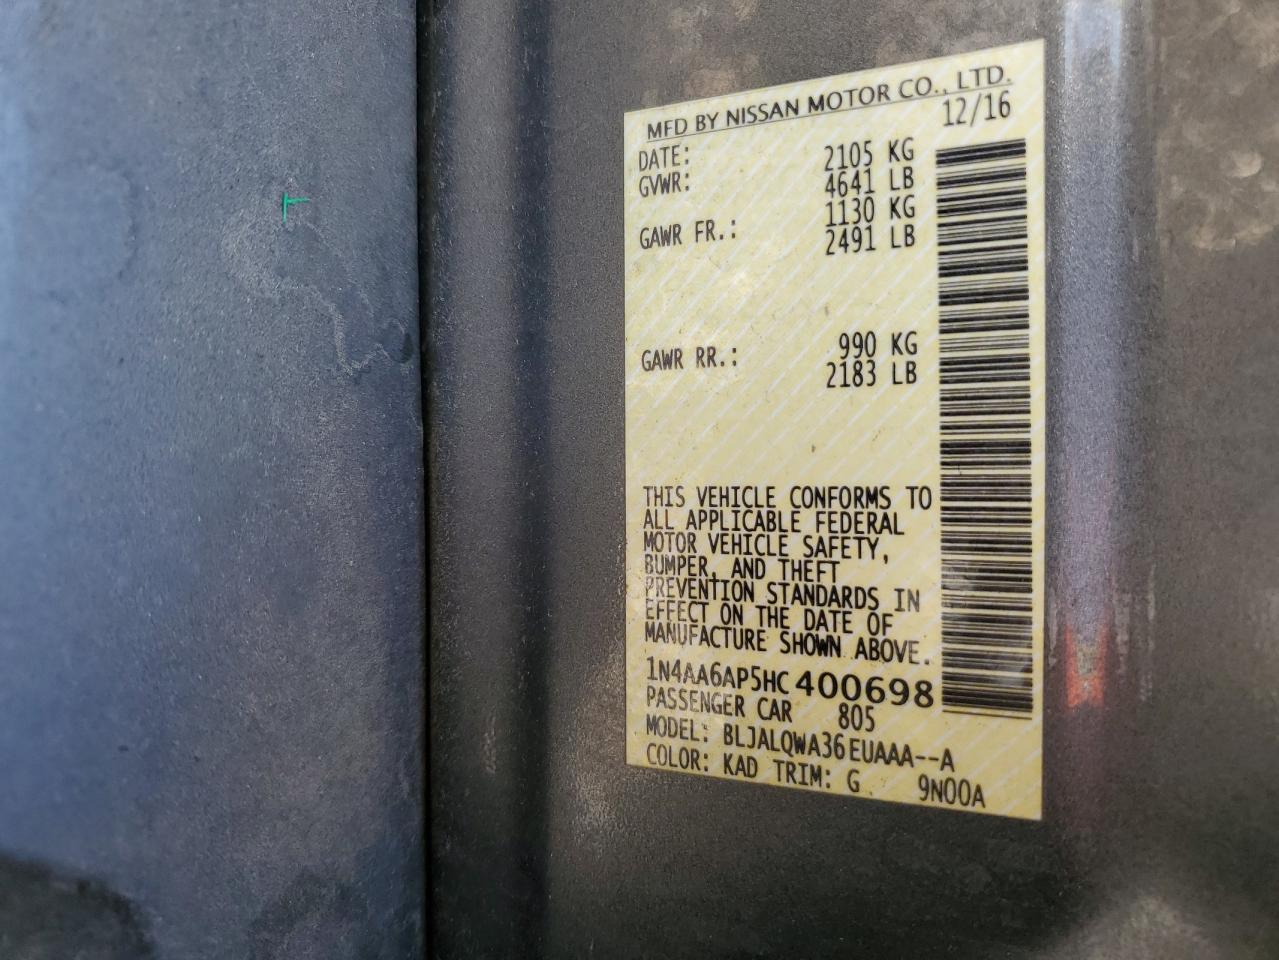 MFD BY NISSAN MOTOR CO., LTD.
DATE: 12/16
GVWR: 2105 KG
4641 LB
GAWR FR.: 1130 KG
2491 LB
GAWR RR.: 990 KG
2183 LB
THIS VEHICLE CONFORMS TO
ALL APPLICABLE FEDERAL
MOTOR VEHICLE SAFETY,
BUMPER, AND THEFT
PREVENTION STANDARDS IN
EFFECT ON THE DATE OF
MANUFACTURE SHOWN ABOVE.
1N4AA6AP5HC400698
PASSENGER CAR 805
MODEL: BLJALQWA36EUAAA--A
COLOR: KAD TRIM: G 9N00A